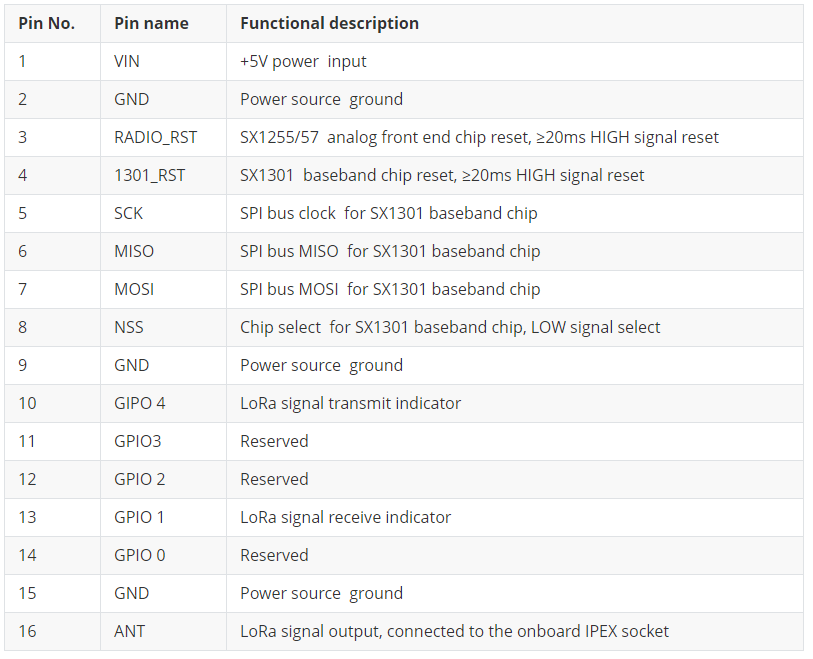 Pin No. Pin name Functional description
1 VIN +5V power input
2 GND Power source ground
3 RADIO_RST SX1255/57 analog front end chip reset, ≥20ms HIGH signal reset
4 1301_RST SX1301 baseband chip reset, ≥20ms HIGH signal reset
5 SCK SPI bus clock for SX1301 baseband chip
6 MISO SPI bus MISO for SX1301 baseband chip
7 MOSI SPI bus MOSI for SX1301 baseband chip
8 NSS Chip select for SX1301 baseband chip, LOW signal select
9 GND Power source ground
10 GIPO 4 LoRa signal transmit indicator
11 GPIO3 Reserved
12 GPIO 2 Reserved
13 GPIO 1 LoRa signal receive indicator
14 GPIO 0 Reserved
15 GND Power source ground
16 ANT LoRa signal output, connected to the onboard IPEX socket